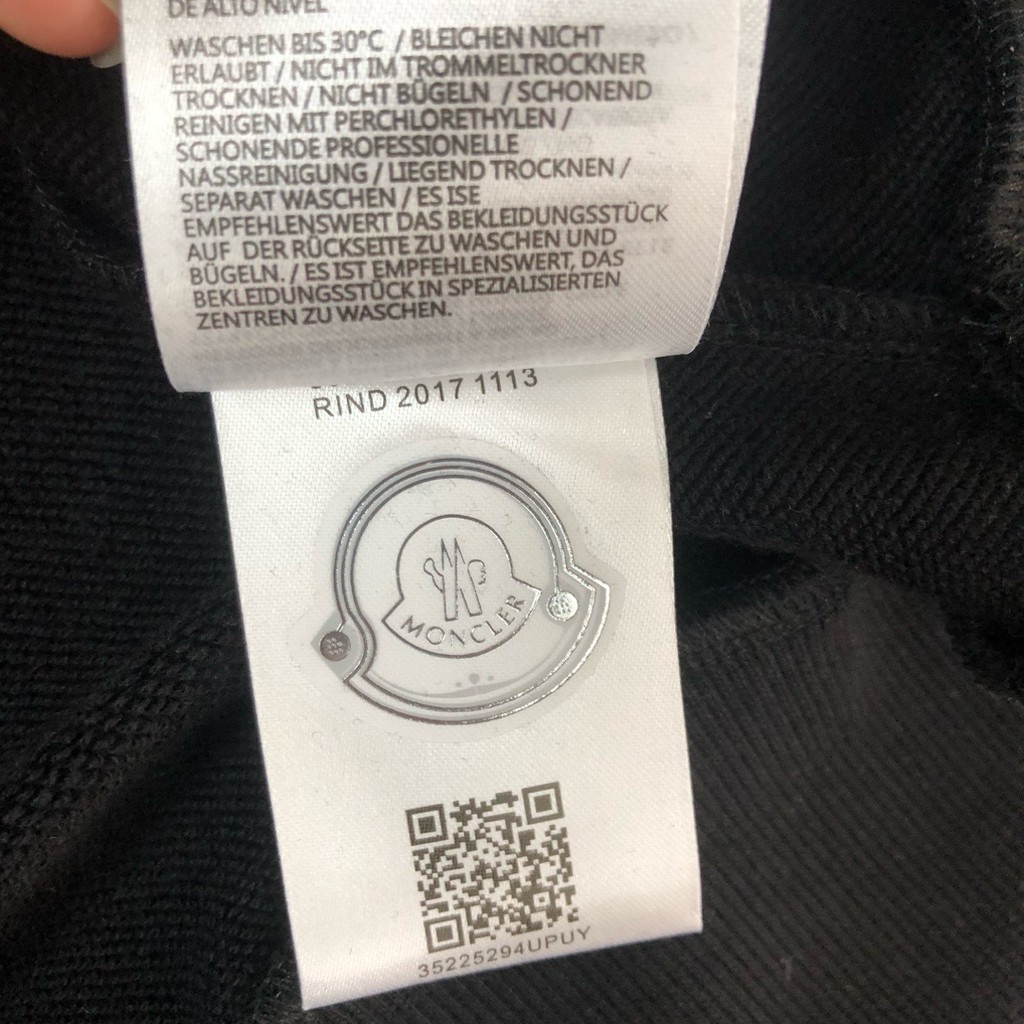 DE ALTO NIVEL
WASCHEN BIS 30°C / BLEICHEN NICHT
ERLAUBT / NICHT IM TROMMELTROCKNER
TROCKNEN / NICHT BÜGELN / SCHONEND
REINIGEN MIT PERCHLORETHYLEN /
SCHONENDE PROFESSIONELLE
NASSREINIGUNG / LIEGEND TROCKNEN /
SEPARAT WASCHEN / ES ISE
EMPFEHLENSWERT DAS BEKLEIDUNGSSTÜCK
AUF DER RÜCKSEITE ZU WASCHEN UND
BÜGELN. / ES IST EMPFEHLENSWERT, DAS
BEKLEIDUNGSSTÜCK IN SPEZIALISIERTEN
ZENTREN ZU WASCHEN.
RIND 2017 1113
MONCLER
35225294UPUY